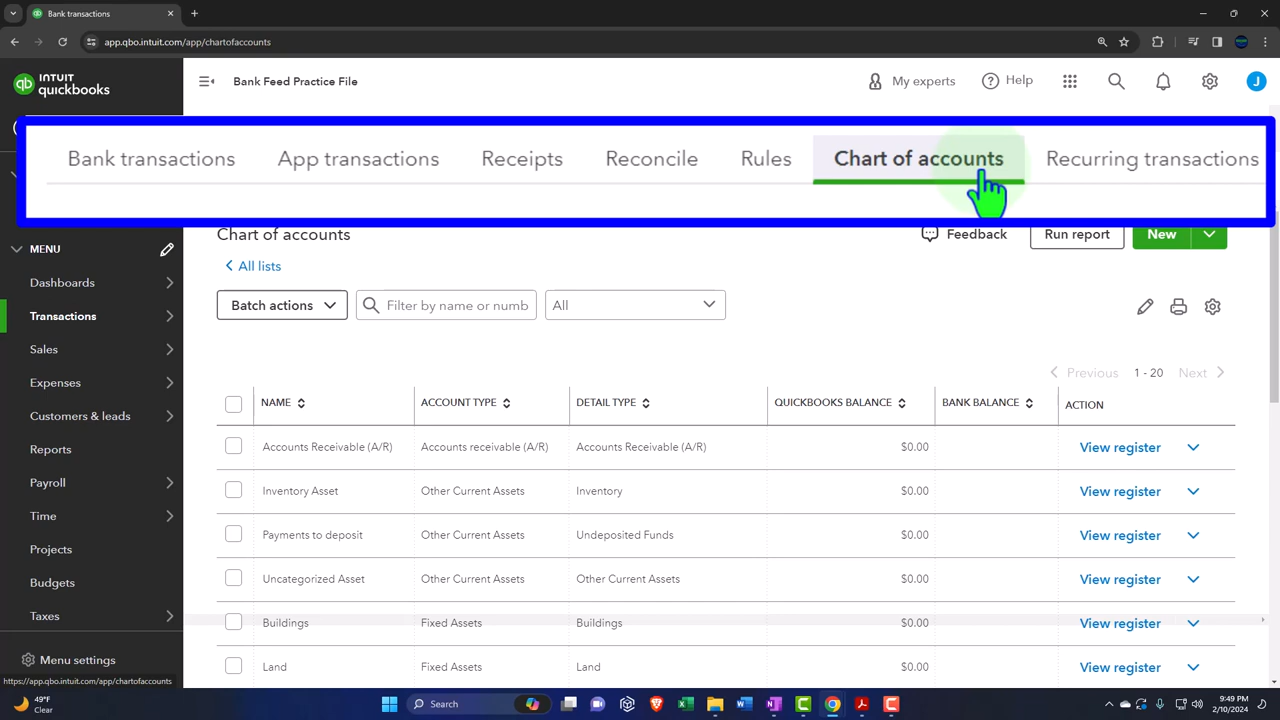 Bank transactions
app.qbo.intuit.com/app/chartofaccounts
INTUIT
quickbooks
Bank Feed Practice File
My experts
Help
J
Bank transactions App transactions Receipts Reconcile Rules Chart of accounts Recurring transactions
MENU
Dashboards
Transactions
Sales
Expenses
Customers & leads
Reports
Payroll
Time
Projects
Budgets
Taxes
Menu settings
https://app.qbo.intuit.com/app/chartofaccounts
Chart of accounts
Feedback
Run report
New
All lists
Batch actions
Filter by name or numb
All
Previous 1 - 20 Next
NAME ACCOUNT TYPE DETAIL TYPE QUICKBOOKS BALANCE BANK BALANCE ACTION
Accounts Receivable (A/R) Accounts receivable (A/R) Accounts Receivable (A/R) $0.00 View register
Inventory Asset Other Current Assets Inventory $0.00 View register
Payments to deposit Other Current Assets Undeposited Funds $0.00 View register
Uncategorized Asset Other Current Assets Other Current Assets $0.00 View register
Buildings Fixed Assets Buildings $0.00 View register
Land Fixed Assets Land $0.00 View register
49°F
Clear
Search
9:49 PM
2/10/2024